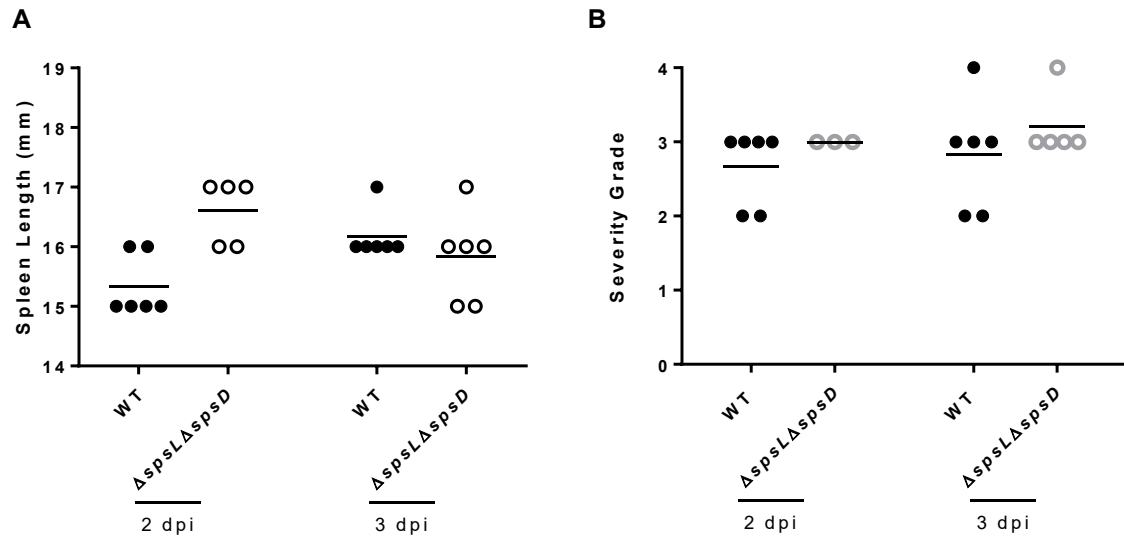 A
Spleen Length (mm)
19
18
17
16
15
14
WT
ΔspsLΔspsD
WT
ΔspsLΔspsD
2 dpi
3 dpi
B
Severity Grade
4
3
2
1
0
WT
ΔspsLΔspsD
WT
ΔspsLΔspsD
2 dpi
3 dpi